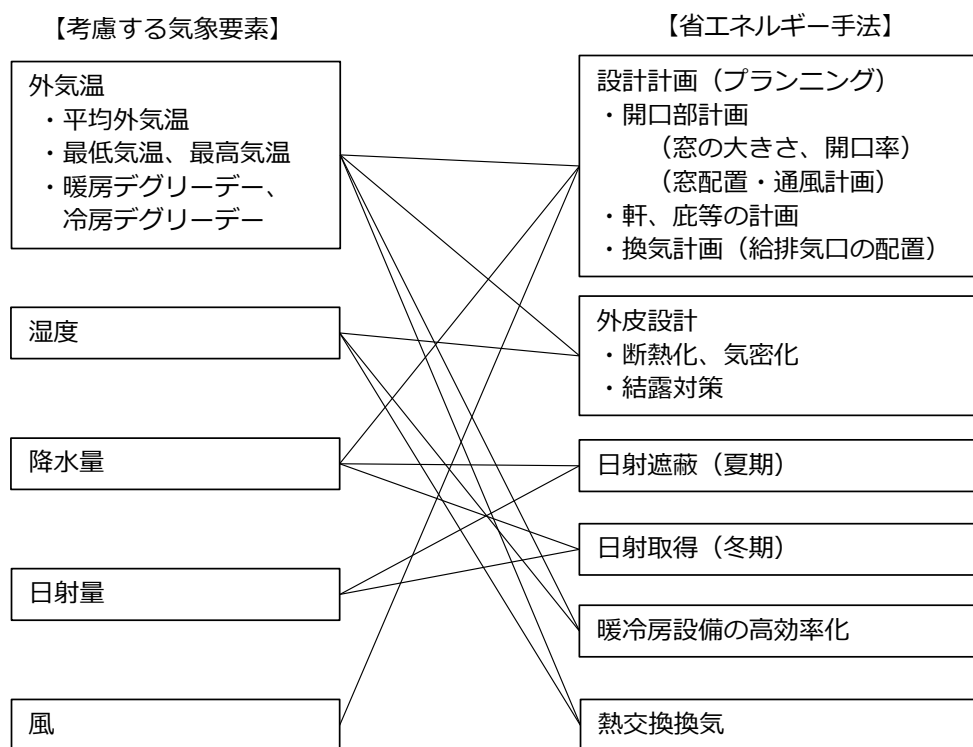 【考慮する気象要素】
外気温
・平均外気温
・最低気温、最高気温
・暖房デグリーデー、
冷房デグリーデー
湿度
降水量
日射量
風
【省エネルギー手法】
設計計画（プランニング）
・開口部計画
（窓の大きさ、開口率）
（窓配置・通風計画）
・軒、庇等の計画
・換気計画（給排気口の配置）
外皮設計
・断熱化、気密化
・結露対策
日射遮蔽（夏期）
日射取得（冬期）
暖冷房設備の高効率化
熱交換換気